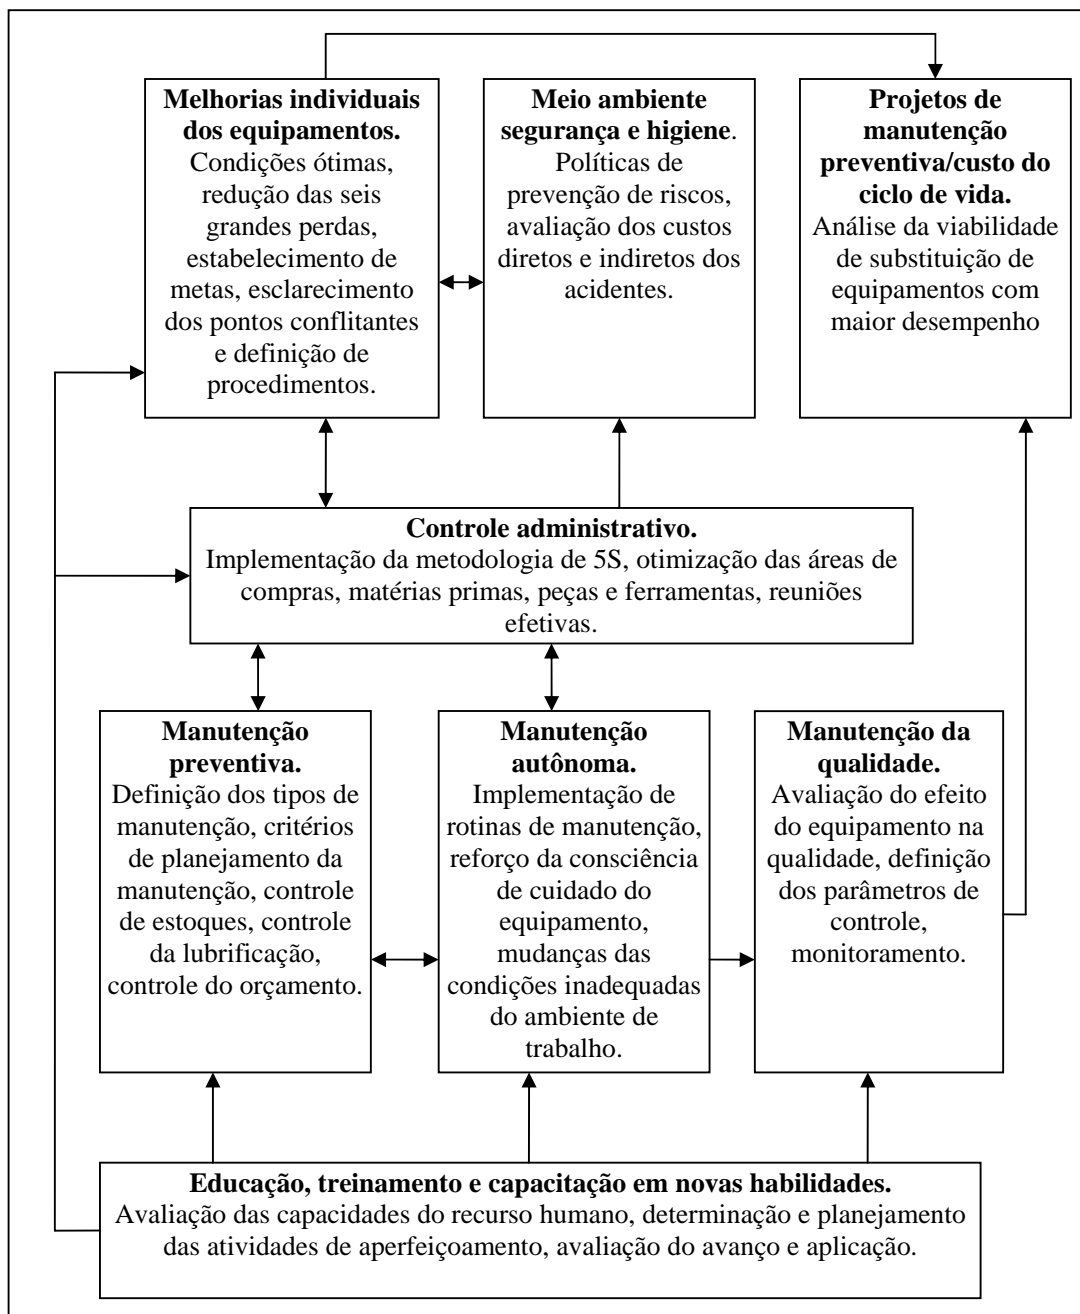 Melhorias individuais
dos equipamentos.
Condições ótimas,
redução das seis
grandes perdas,
estabelecimento de
metas, esclarecimento
dos pontos conflitantes
e definição de
procedimentos.
Meio ambiente
segurança e higiene.
Políticas de
prevenção de riscos,
avaliação dos custos
diretos e indiretos dos
acidentes.
Projetos de
manutenção
preventiva/custo do
ciclo de vida.
Análise da viabilidade
de substituição de
equipamentos com
maior desempenho
Controle administrativo.
Implementação da metodologia de 5S, otimização das áreas de
compras, matérias primas, peças e ferramentas, reuniões
efetivas.
Manutenção
preventiva.
Definição dos tipos de
manutenção, critérios
de planejamento da
manutenção, controle
de estoques, controle
da lubrificação,
controle do orçamento.
Manutenção
autônoma.
Implementação de
rotinas de manutenção,
reforço da consciência
de cuidado do
equipamento,
mudanças das
condições inadequadas
do ambiente de
trabalho.
Manutenção da
qualidade.
Avaliação do efeito
do equipamento na
qualidade, definição
dos parâmetros de
controle,
monitoramento.
Educação, treinamento e capacitação em novas habilidades.
Avaliação das capacidades do recurso humano, determinação e planejamento
das atividades de aperfeiçoamento, avaliação do avanço e aplicação.